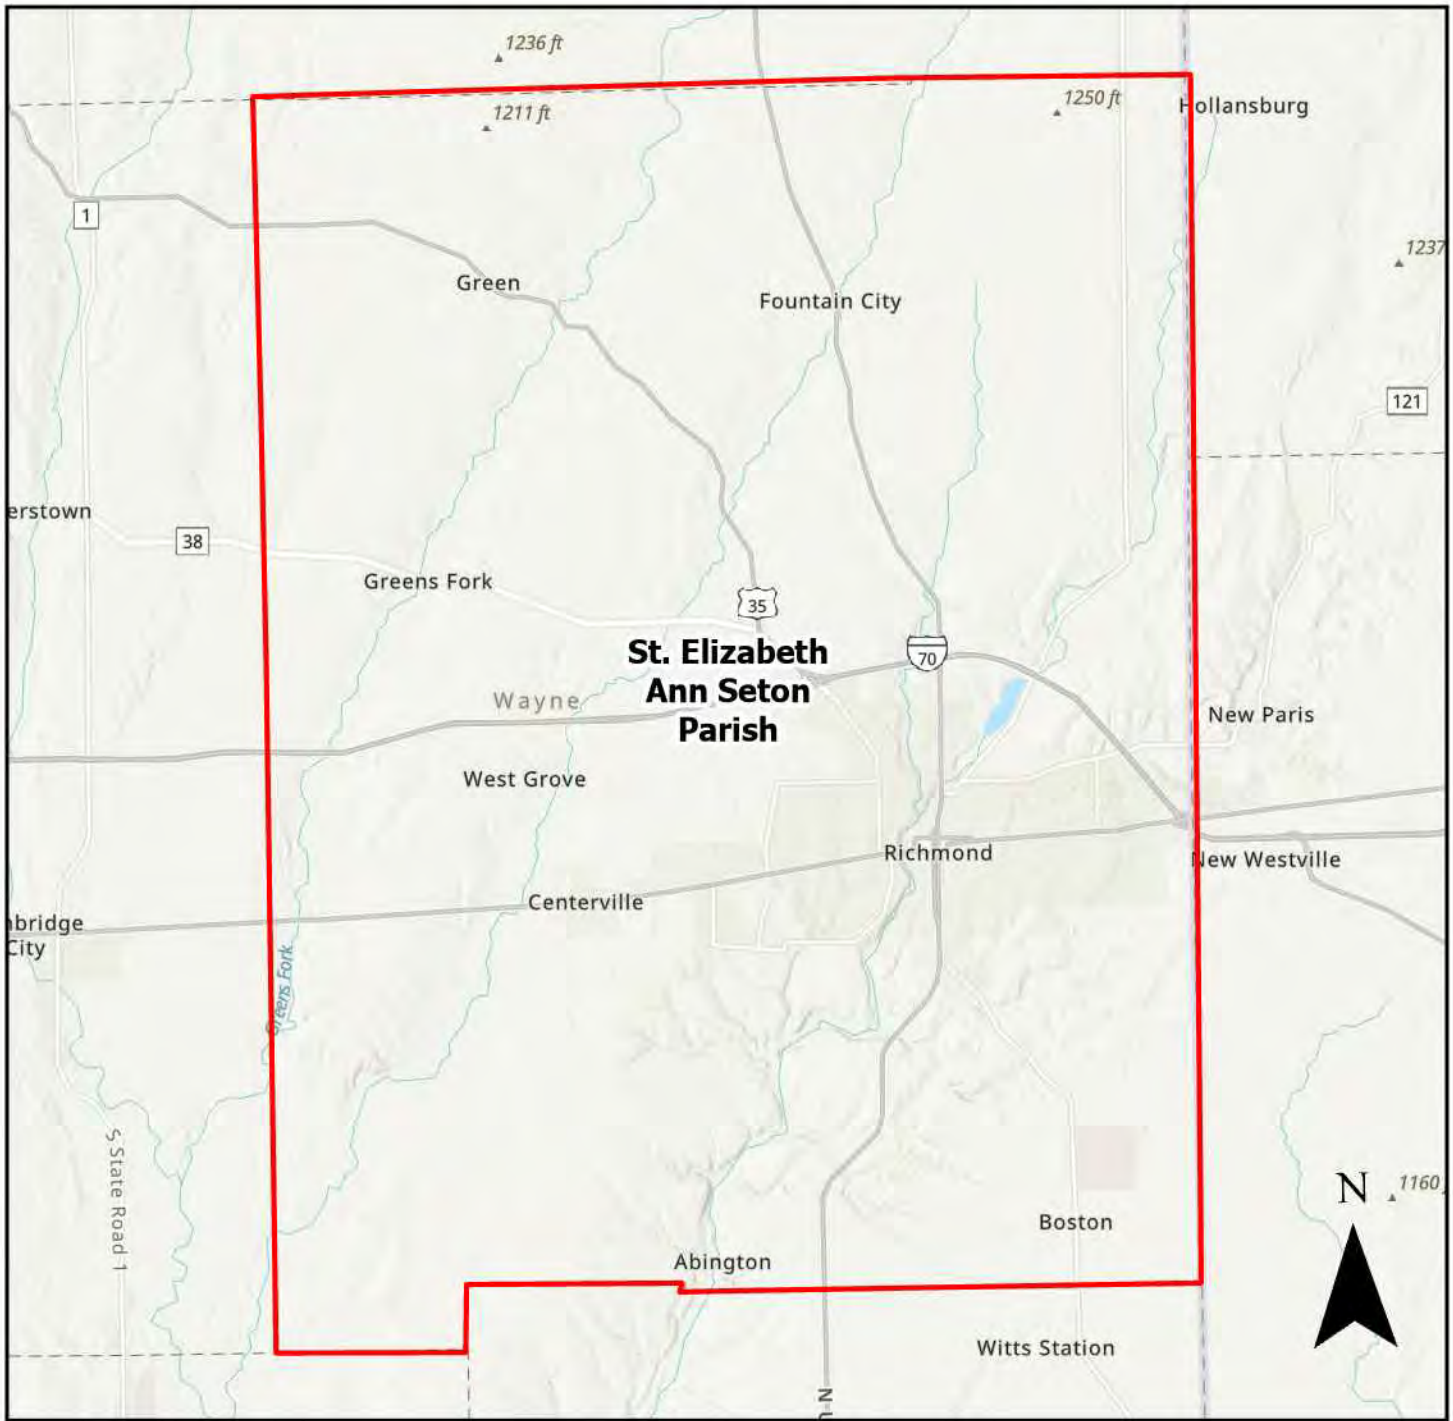 1236 ft
1211 ft
1250 ft
Hollansburg
1
1237
Green
Fountain City
121
erstown
38
Greens Fork
35
St. Elizabeth
Ann Seton
Parish
70
Wayne
New Paris
West Grove
Richmond
New Westville
Centerville
nbridge
City
Greens Fork
S State Road 1
N
1160
Boston
Abington
Witts Station
N